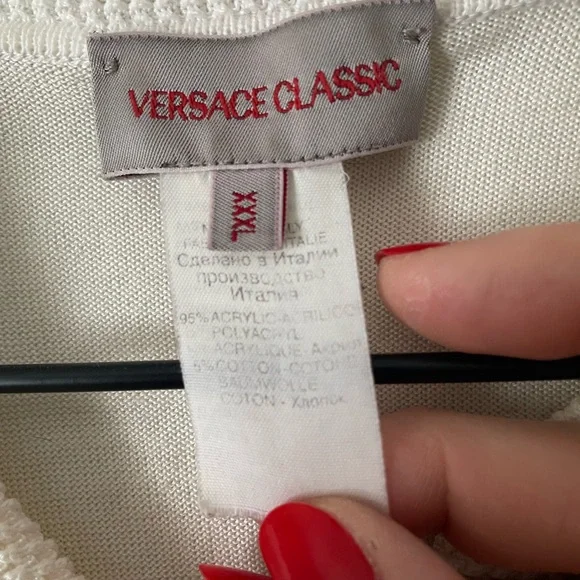 VERSACE CLASSIC
XXXL
ITALIE
Сделано в Италии
производство
Италия
95% ACRYLIC-ACRILICO
POLYACRYL
ACRYLIQUE-Акрил
5% COTTON-COTONE
BAUMWOLLE
COTON - Хлопок